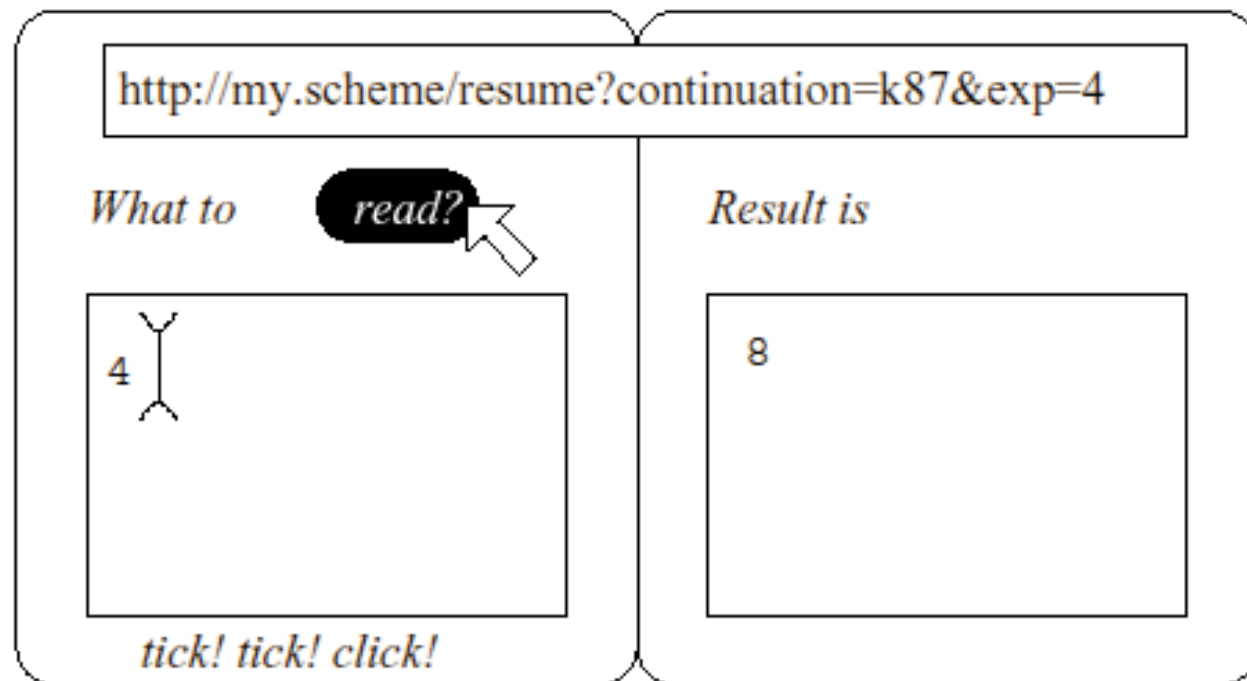 http://my.scheme/resume?continuation=k87&exp=4
What to read? Result is
4 8
tick! tick! click!